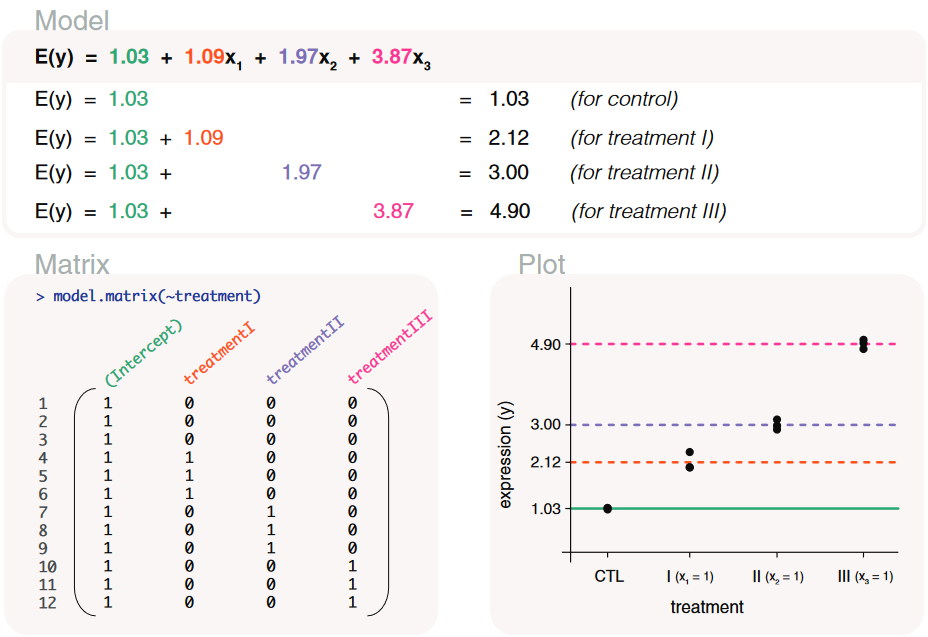 Model
E(y) = 1.03 + 1.09x₁ + 1.97x₂ + 3.87x₃
E(y) = 1.03 = 1.03 (for control)
E(y) = 1.03 + 1.09 = 2.12 (for treatment I)
E(y) = 1.03 + 1.97 = 3.00 (for treatment II)
E(y) = 1.03 + 3.87 = 4.90 (for treatment III)
Matrix
> model.matrix(~treatment)
(Intercept) treatmentI treatmentII treatmentIII
1 1 0 0 0
2 1 0 0 0
3 1 0 0 0
4 1 1 0 0
5 1 1 0 0
6 1 1 0 0
7 1 0 1 0
8 1 0 1 0
9 1 0 1 0
10 1 0 0 1
11 1 0 0 1
12 1 0 0 1
Plot
expression (y)
4.90
3.00
2.12
1.03
CTL I (x₁ = 1) II (x₂ = 1) III (x₃ = 1)
treatment